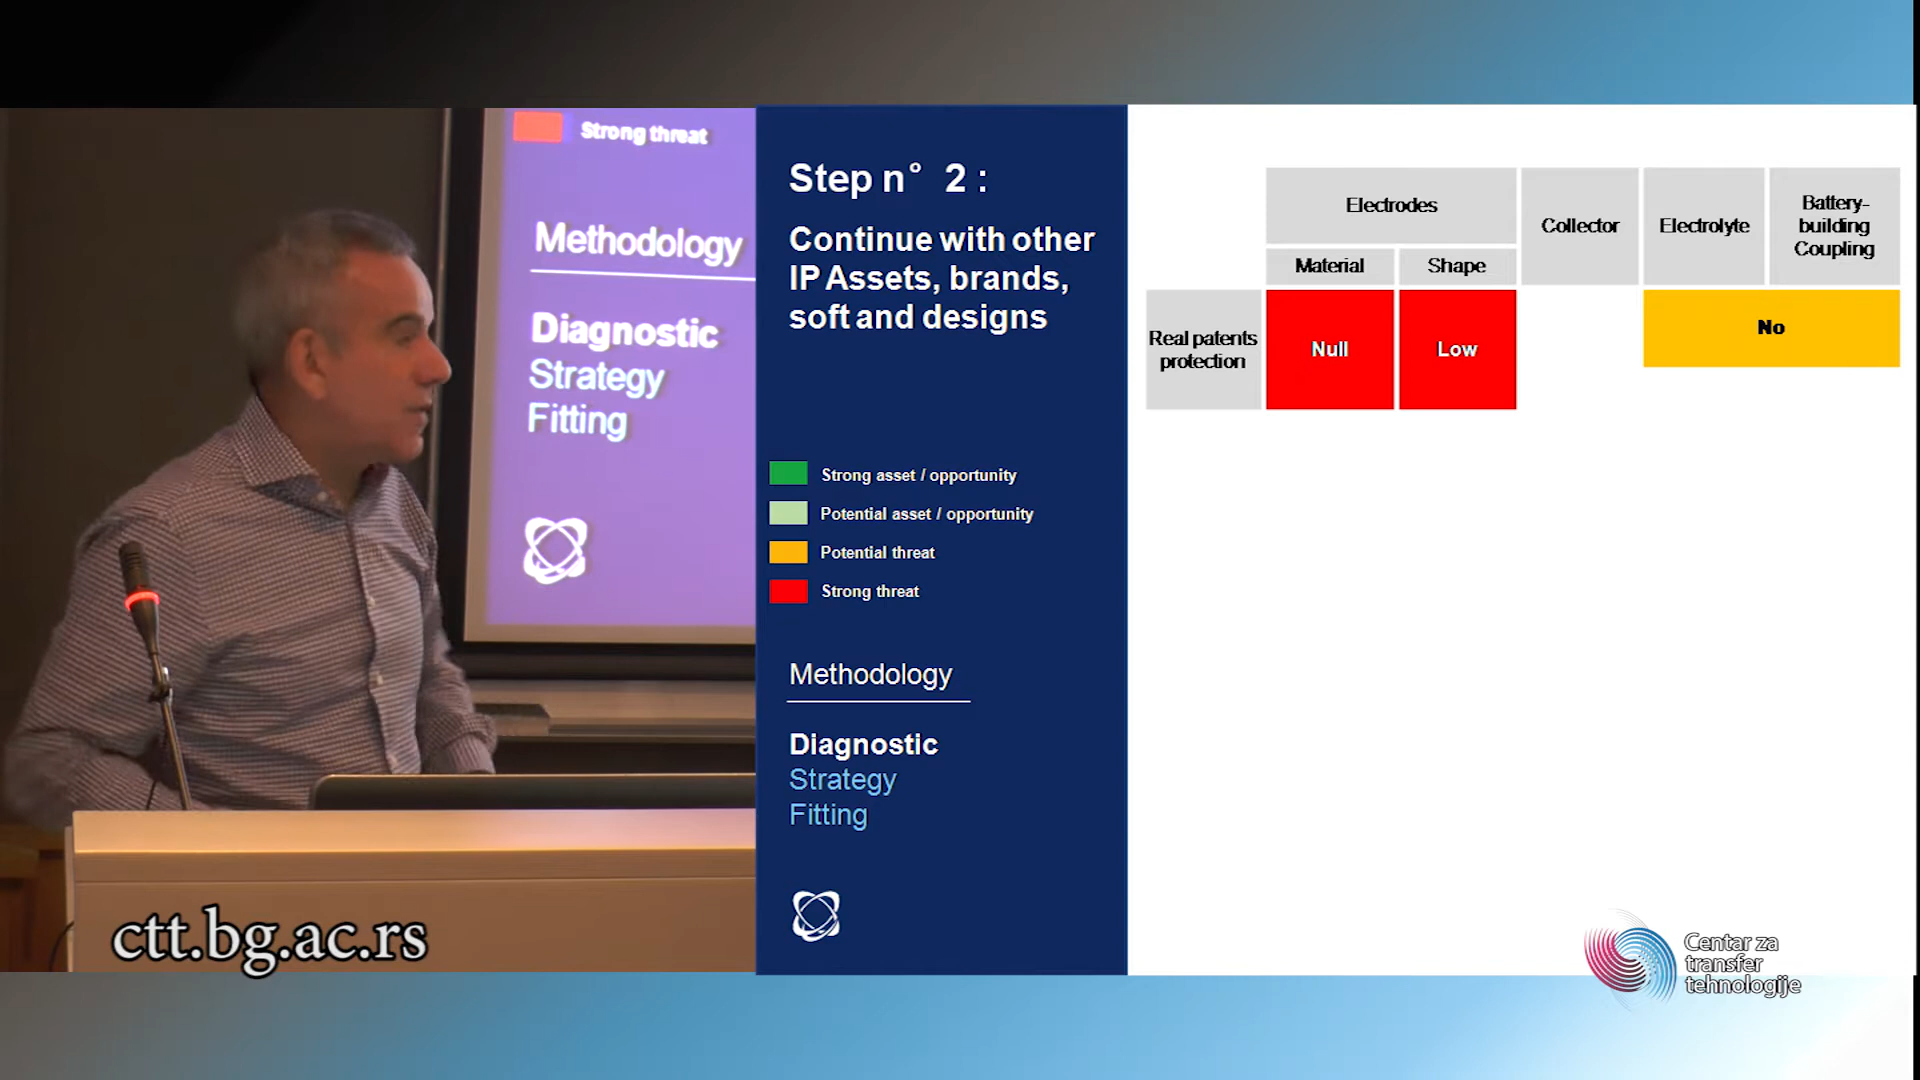 Strong threat
Methodology
Diagnostic
Strategy
Fitting
ctt.bg.ac.rs
Step n° 2 :
Continue with other
IP Assets, brands,
soft and designs
Strong asset / opportunity
Potential asset / opportunity
Potential threat
Strong threat
Methodology
Diagnostic
Strategy
Fitting
Electrodes
Material
Shape
Collector
Electrolyte
Battery-
building
Coupling
Real patents
protection
Null
Low
No
Centar za
transfer
tehnologije